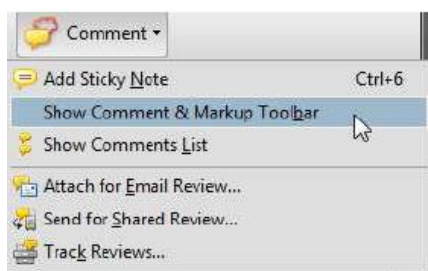 Comment
Add Sticky Note Ctrl+6
Show Comment & Markup Toolbar
Show Comments List
Attach for Email Review...
Send for Shared Review...
Track Reviews...